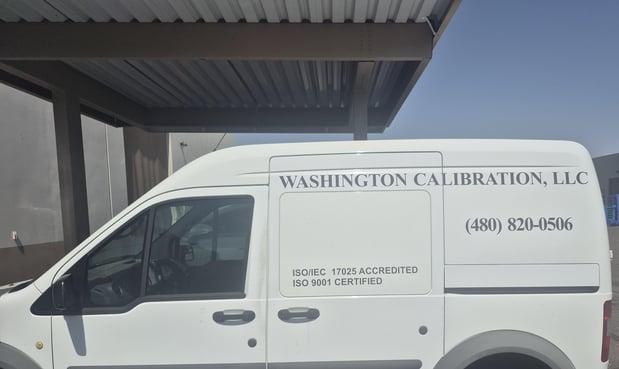 WASHINGTON CALIBRATION, LLC
(480) 820-0506
ISO/IEC 17025 ACCREDITED
ISO 9001 CERTIFIED